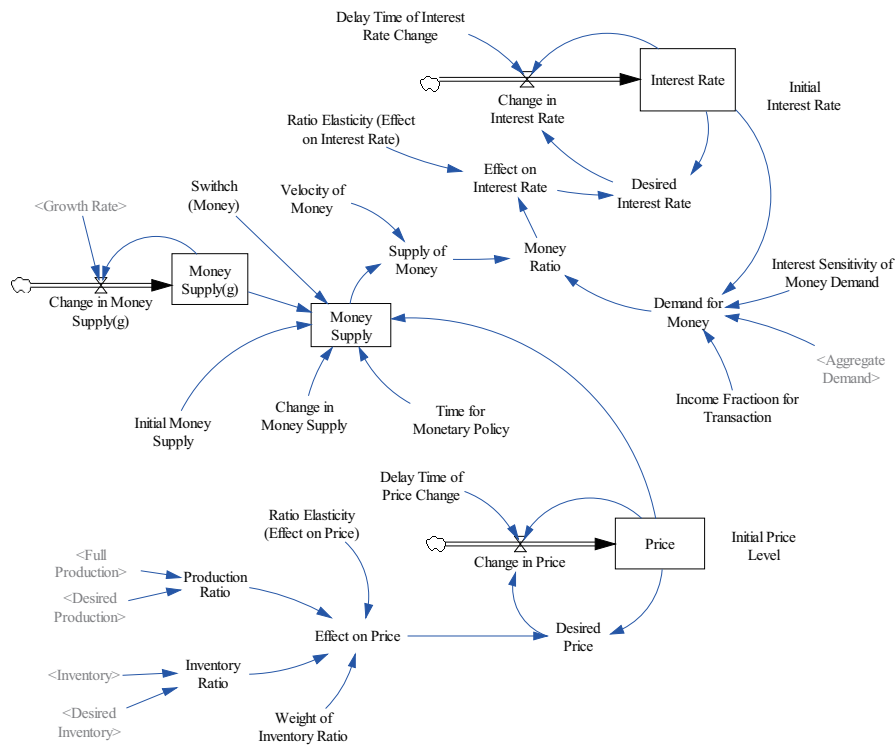 Delay Time of Interest
Rate Change
Interest Rate
Initial
Interest Rate
Change in
Interest Rate
Ratio Elasticity (Effect
on Interest Rate)
Effect on
Interest Rate
Desired
Interest Rate
Swithch
(Money)
Velocity of
Money
<Growth Rate>
Supply of
Money
Money
Ratio
Money
Supply(g)
Change in Money
Supply(g)
Interest Sensitivity of
Money Demand
Demand for
Money
Money
Supply
<Aggregate
Demand>
Income Fractioon for
Transaction
Initial Money
Supply
Change in
Money Supply
Time for
Monetary Policy
Delay Time of
Price Change
Ratio Elasticity
(Effect on Price)
Price
Initial Price
Level
Change in Price
<Full
Production>
Production
Ratio
<Desired
Production>
Effect on Price
Desired
Price
<Inventory>
Inventory
Ratio
<Desired
Inventory>
Weight of
Inventory Ratio